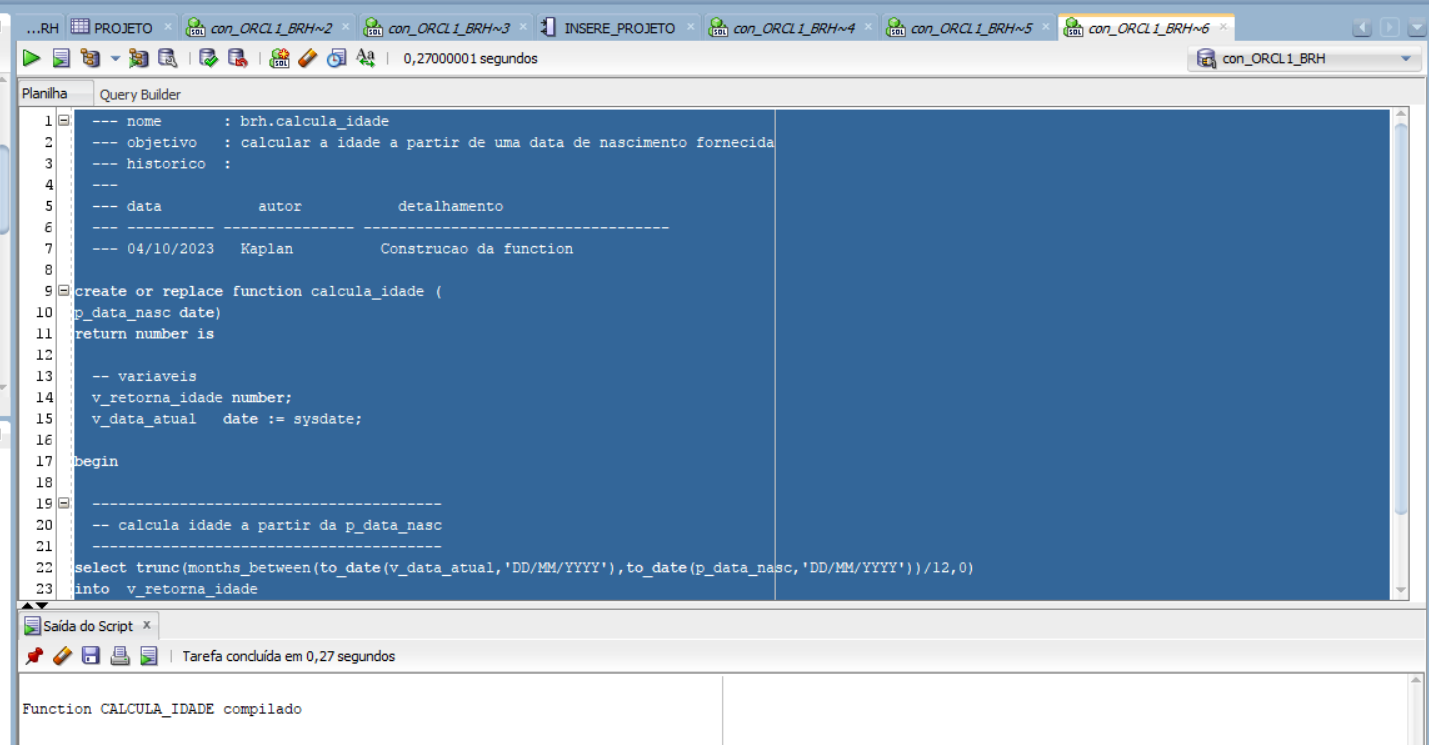 ...RH PROJETO con_ORCL1_BRH~2 con_ORCL1_BRH~3 INSERE_PROJETO con_ORCL1_BRH~4 con_ORCL1_BRH~5 con_ORCL1_BRH~6
0,27000001 segundos con_ORCL1_BRH
Planilha Query Builder
1 --- nome : brh.calcula_idade
2 --- objetivo : calcular a idade a partir de uma data de nascimento fornecida
3 --- historico :
4 ---
5 --- data autor detalhamento
6 --- ---------- --------------- -----------------------------------
7 --- 04/10/2023 Kaplan Construcao da function
8
9 create or replace function calcula_idade (
10 p_data_nasc date)
11 return number is
12
13 -- variaveis
14 v_retorna_idade number;
15 v_data_atual date := sysdate;
16
17 begin
18
19 ----------------------------------------
20 -- calcula idade a partir da p_data_nasc
21 ----------------------------------------
22 select trunc(months_between(to_date(v_data_atual,'DD/MM/YYYY'),to_date(p_data_nasc,'DD/MM/YYYY'))/12,0)
23 into v_retorna_idade
Saída do Script x
Tarefa concluída em 0,27 segundos
Function CALCULA_IDADE compilado